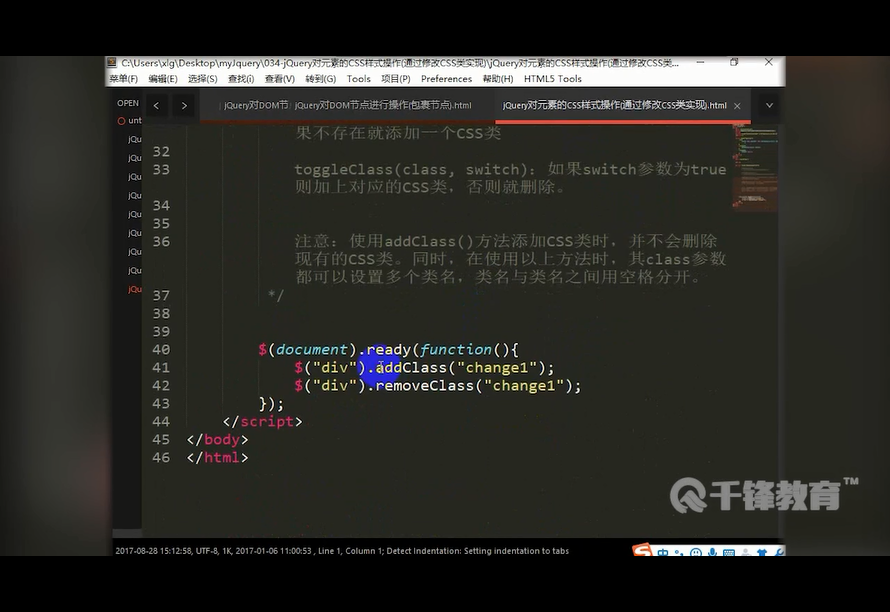 C:\Users\xlg\Desktop\myJquery\034-jQuery对元素的CSS样式操作(通过修改CSS类实现)\jQuery对元素的CSS样式操作(通过修改CSS类...
菜单(F) 编辑(E) 选择(S) 查找(i) 查看(V) 转到(G) Tools 项目(P) Preferences 帮助(H) HTML5 Tools
OPEN jQuery对DOM节 jQuery对DOM节点进行操作(包裹节点).html jQuery对元素的CSS样式操作(通过修改CSS类实现).html
unt
jQu
jQu
jQu
jQu
jQu
jQu
jQu
jQu
jQu
果不存在就添加一个CSS类
32
33 toggleClass(class, switch): 如果switch参数为true
则加上对应的CSS类, 否则就删除。
34
35
36 注意: 使用addClass()方法添加CSS类时, 并不会删除
现有的CSS类。同时, 在使用以上方法时, 其class参数
都可以设置多个类名, 类名与类名之间用空格分开。
37 */
38
39
40 $(document).ready(function(){
41 $("div").addClass("change1");
42 $("div").removeClass("change1");
43 });
44 </script>
45 </body>
46 </html>
千锋教育™
2017-08-28 15:12:58, UTF-8, 1K, 2017-01-06 11:00:53 , Line 1, Column 1; Detect Indentation: Setting indentation to tabs
中